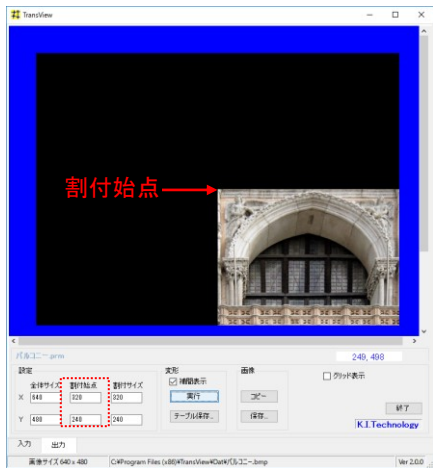 TransView
割付始点
バルコニー.prm
249, 498
設定
全体サイズ 割付始点 割付サイズ
X 640 320 320
Y 480 240 240
変形
補間表示
実行
テーブル保存..
画像
コピー
保存..
グリッド表示
終了
K.I.Technology
入力 出力
画像サイズ 640 x 480 C:¥Program Files (x86)¥TransView¥Dat¥バルコニー.bmp Ver 2.0.0